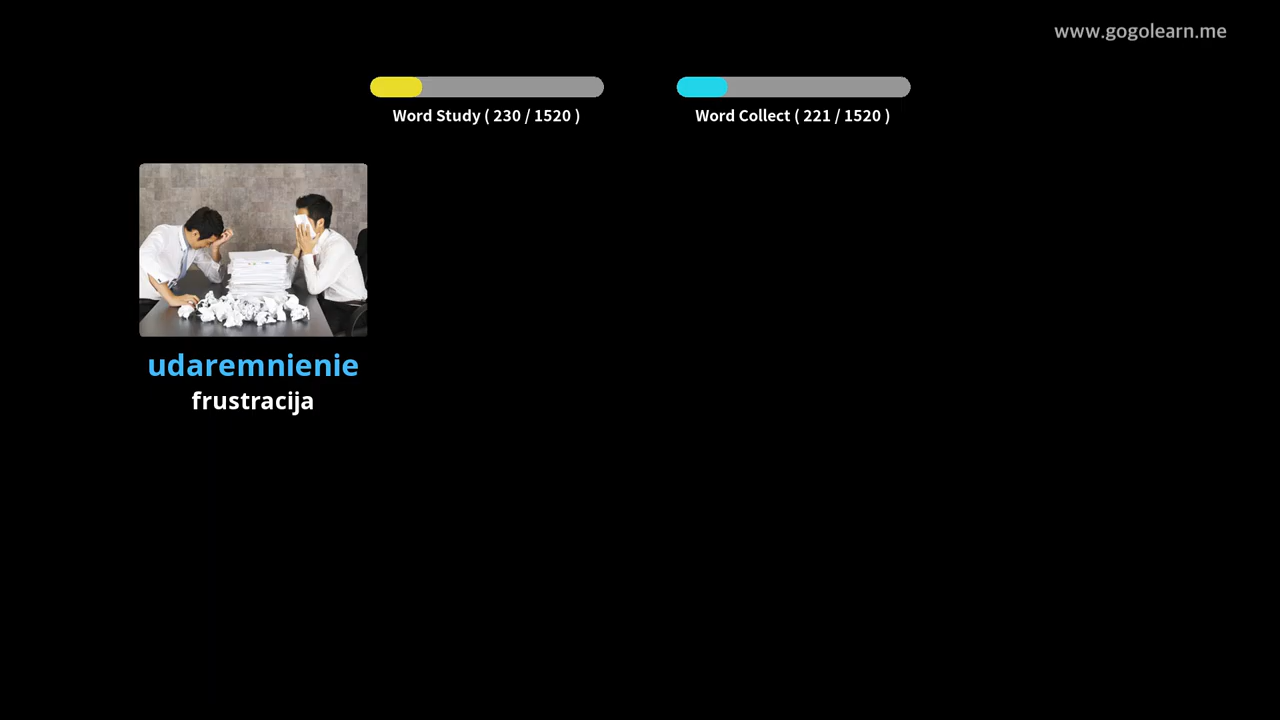 www.gogolearn.me
Word Study ( 230 / 1520 )
Word Collect ( 221 / 1520 )
udaremnienie
frustracija